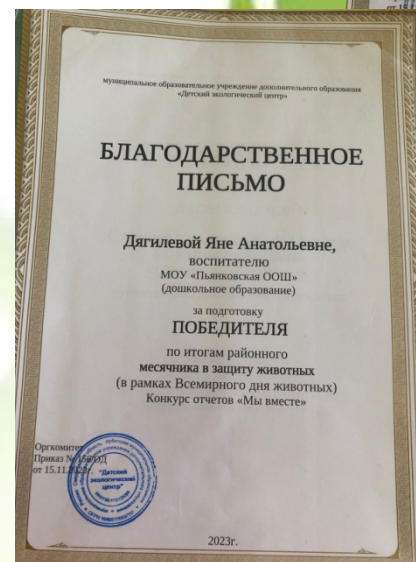 муниципальное образовательное учреждение дополнительного образования
«Детский экологический центр»
БЛАГОДАРСТВЕННОЕ
ПИСЬМО
Дягилевой Яне Анатольевне,
воспитателю
МОУ «Пьянковская ООШ»
(дошкольное образование)
за подготовку
ПОБЕДИТЕЛЯ
по итогам районного
месячника в защиту животных
(в рамках Всемирного дня животных)
Конкурс отчетов «Мы вместе»
Оргкомитет
Приказ №
от 15.11.2023г.
"Детский
экологический
центр"
2023г.